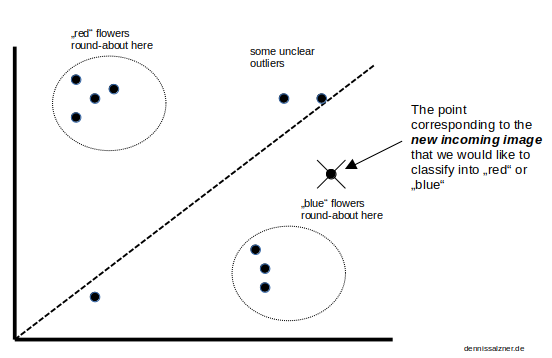 „red“ flowers
round-about here
some unclear
outliers
The point
corresponding to the
new incoming image
that we would like to
classify into „red“ or
„blue“
„blue“ flowers
round-about here
dennissalzner.de